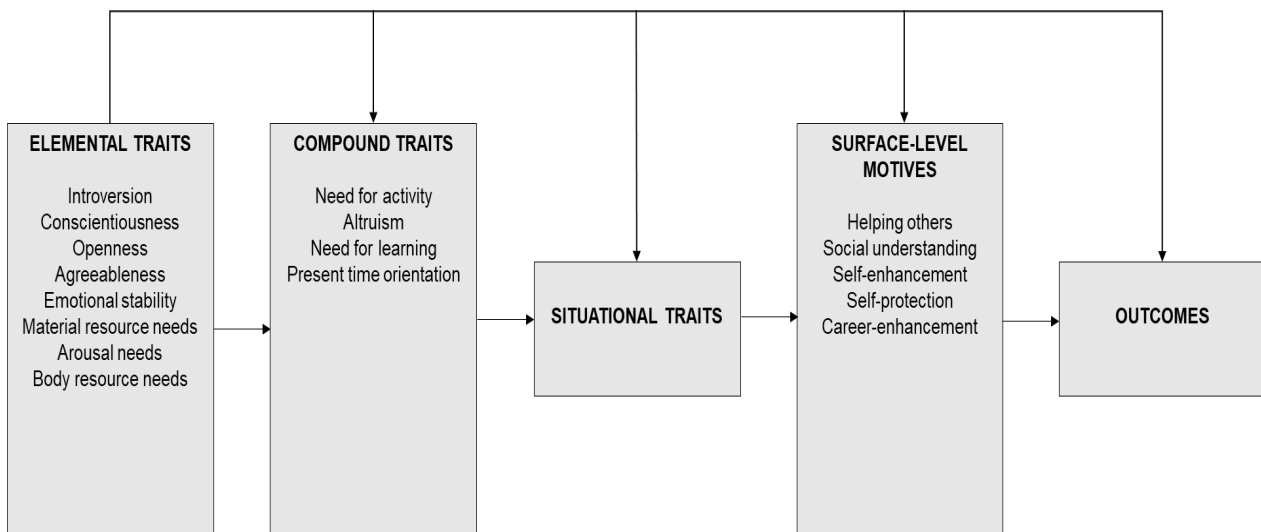 ELEMENTAL TRAITS
Introversion
Conscientiousness
Openness
Agreeableness
Emotional stability
Material resource needs
Arousal needs
Body resource needs
COMPOUND TRAITS
Need for activity
Altruism
Need for learning
Present time orientation
SITUATIONAL TRAITS
SURFACE-LEVEL
MOTIVES
Helping others
Social understanding
Self-enhancement
Self-protection
Career-enhancement
OUTCOMES